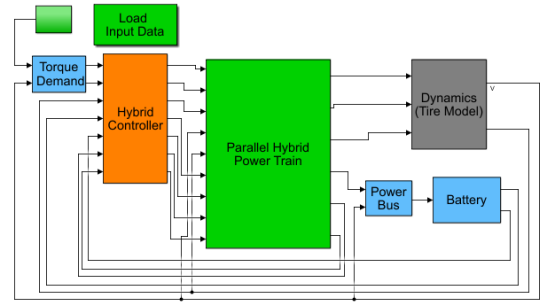 Load
Input Data
Torque
Demand
Hybrid
Controller
Parallel Hybrid
Power Train
Dynamics
(Tire Model)
v
Power
Bus
Battery